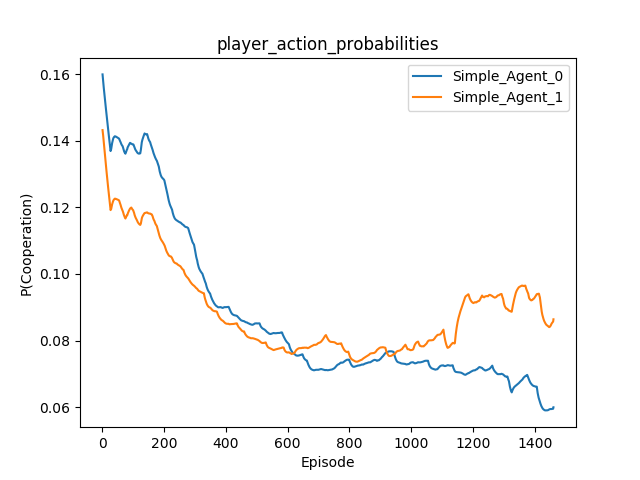 player_action_probabilities
Simple_Agent_0
Simple_Agent_1
P(Cooperation)
0.16
0.14
0.12
0.10
0.08
0.06
0 200 400 600 800 1000 1200 1400
Episode